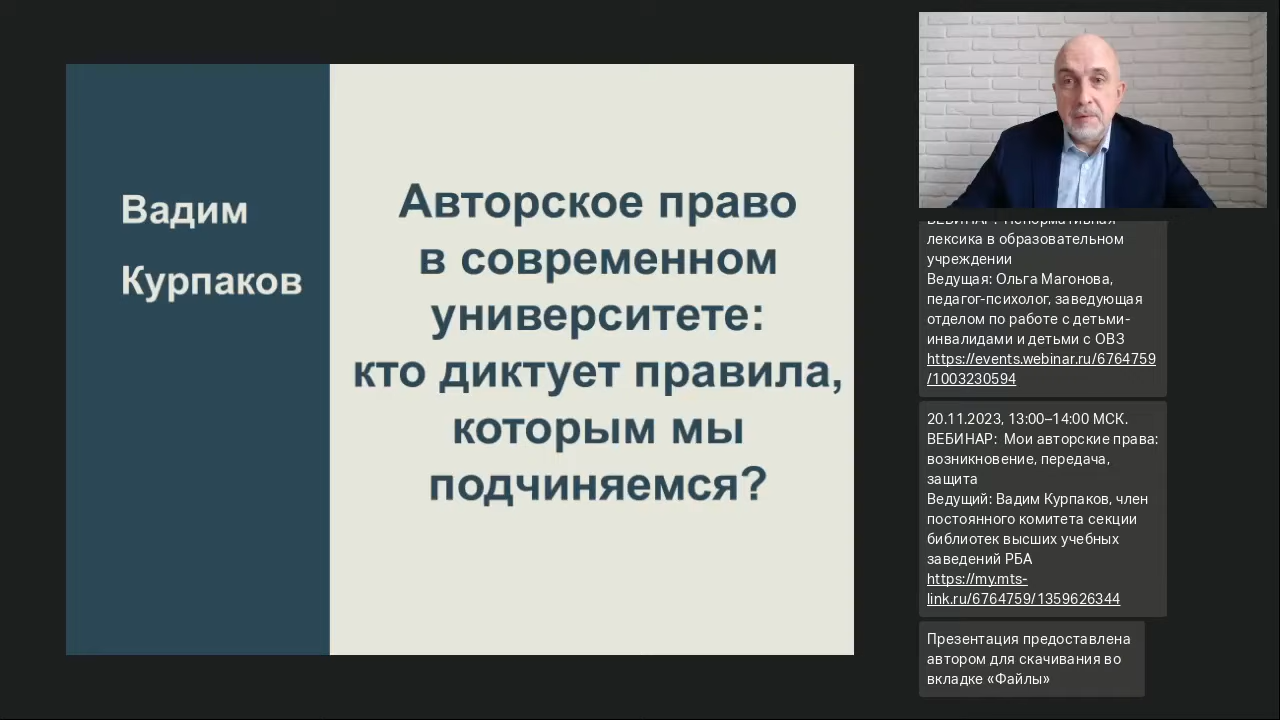 Вадим
Курпаков
Авторское право
в современном
университете:
кто диктует правила,
которым мы
подчиняемся?
ВЕБИНАР: Ненормативная
лексика в образовательном
учреждении
Ведущая: Ольга Магонова,
педагог-психолог, заведующая
отделом по работе с детьми-
инвалидами и детьми с ОВЗ
https://events.webinar.ru/6764759
/1003230594
20.11.2023, 13:00–14:00 МСК.
ВЕБИНАР: Мои авторские права:
возникновение, передача,
защита
Ведущий: Вадим Курпаков, член
постоянного комитета секции
библиотек высших учебных
заведений РБА
https://my.mts-
link.ru/6764759/1359626344
Презентация предоставлена
автором для скачивания во
вкладке «Файлы»